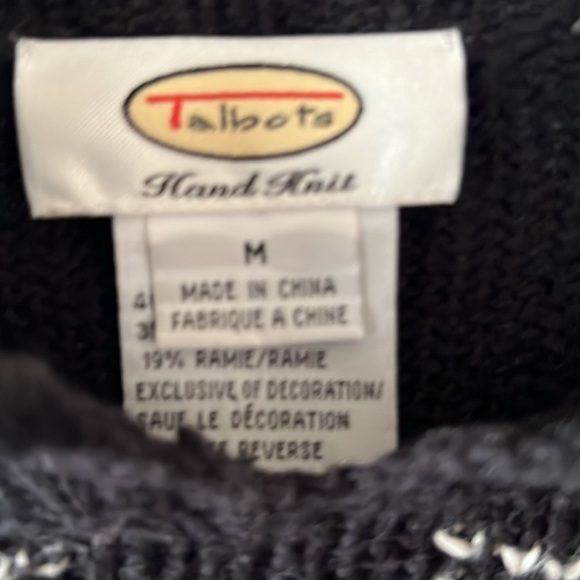 Talbots
Hand Knit
M
MADE IN CHINA
FABRIQUE A CHINE
19% RAMIE/RAMIE
EXCLUSIVE OF DECORATION/
SAUF LE DÉCORATION
REVERSE